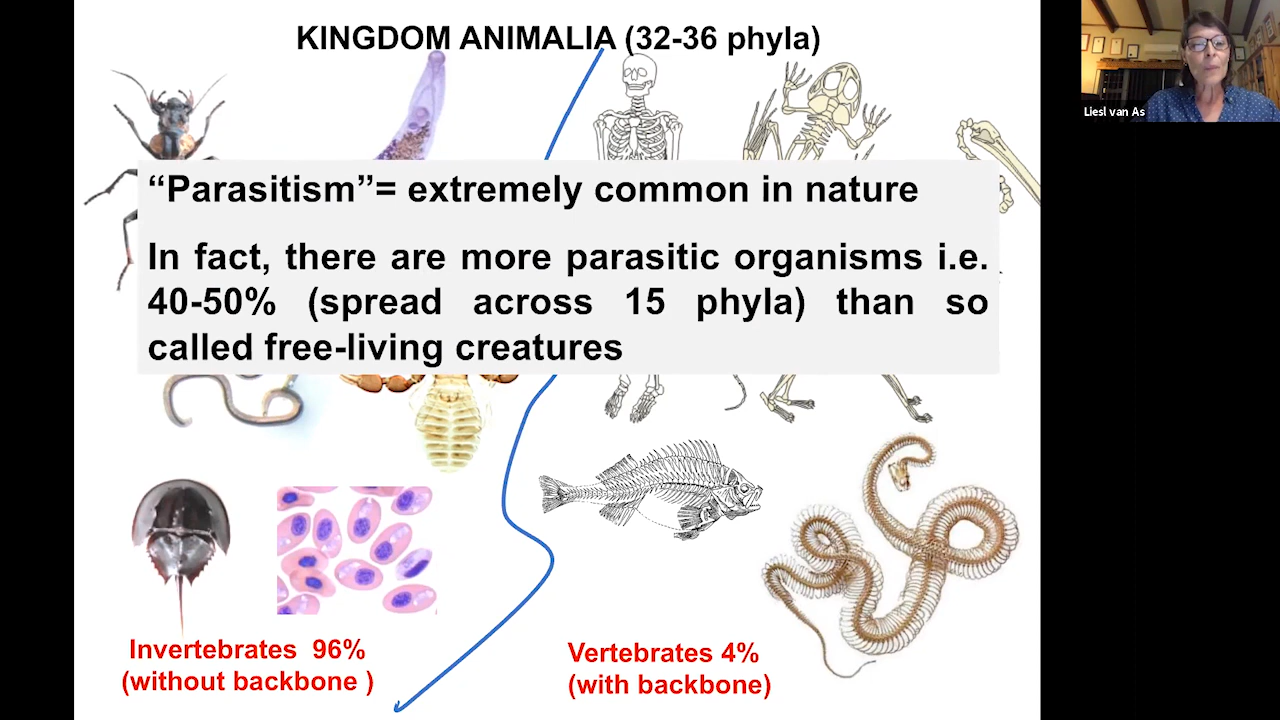 KINGDOM ANIMALIA (32-36 phyla)
Liesl van As
“Parasitism”= extremely common in nature
In fact, there are more parasitic organisms i.e.
40-50% (spread across 15 phyla) than so
called free-living creatures
Invertebrates 96%
(without backbone )
Vertebrates 4%
(with backbone)